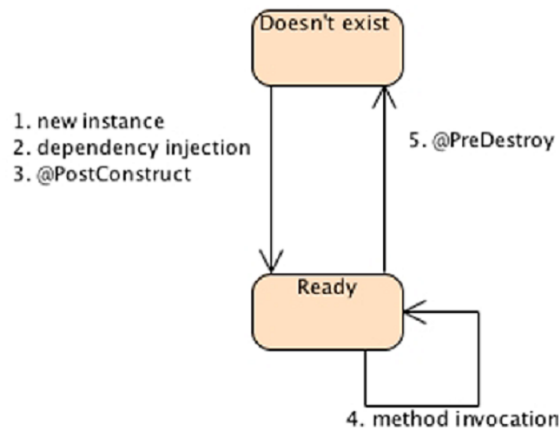 Doesn't exist
1. new instance
2. dependency injection
3. @PostConstruct
5. @PreDestroy
Ready
4. method invocation